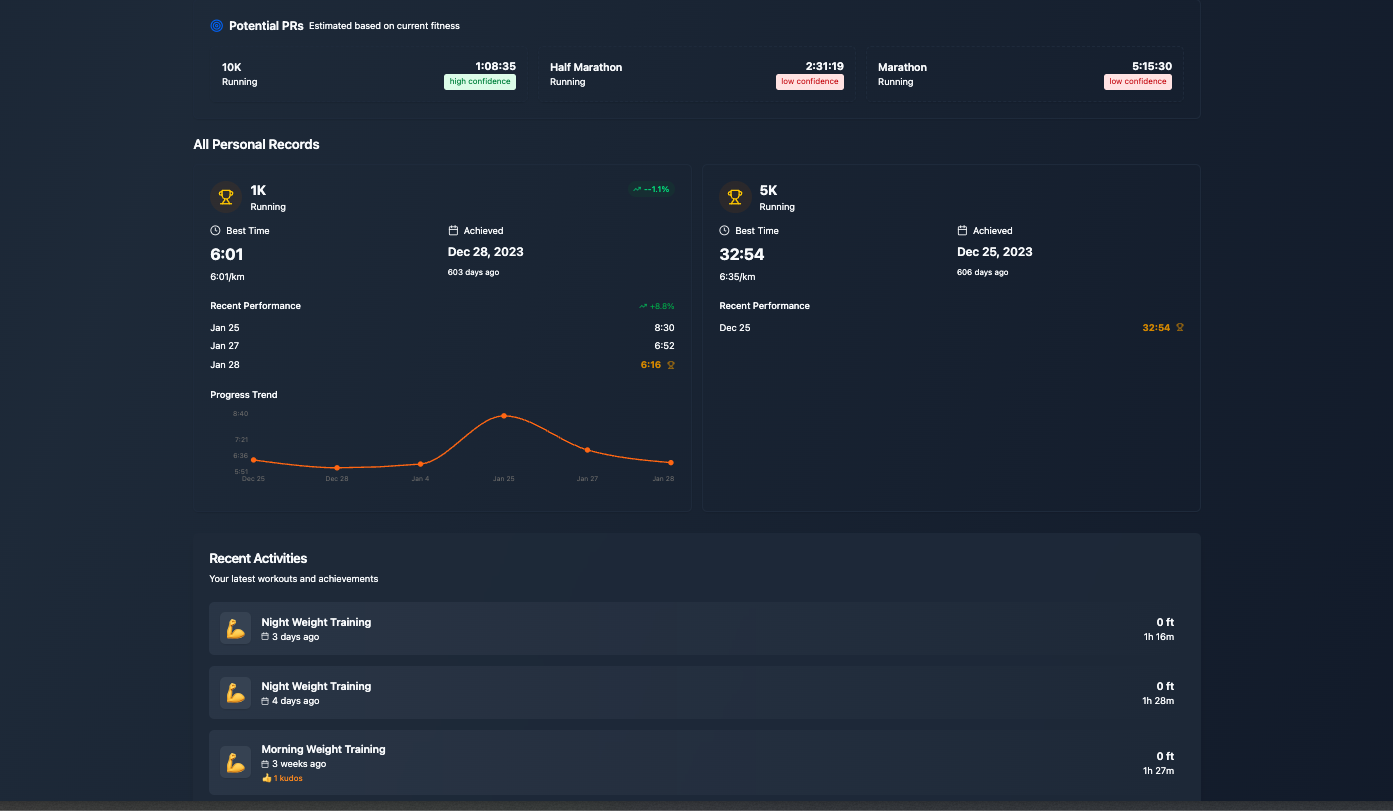 Potential PRs Estimated based on current fitness
10K 1:08:35
Running high confidence
Half Marathon 2:31:19
Running low confidence
Marathon 5:15:30
Running low confidence
All Personal Records
1K --1.1%
Running
Best Time Achieved
6:01 Dec 28, 2023
6:01/km 603 days ago
Recent Performance +8.8%
Jan 25 8:30
Jan 27 6:52
Jan 28 6:16
Progress Trend
8:40
7:21
6:36
5:51
Dec 25 Dec 28 Jan 4 Jan 25 Jan 27 Jan 28
5K
Running
Best Time Achieved
32:54 Dec 25, 2023
6:35/km 606 days ago
Recent Performance
Dec 25 32:54
Recent Activities
Your latest workouts and achievements
Night Weight Training 0 ft
3 days ago 1h 16m
Night Weight Training 0 ft
4 days ago 1h 28m
Morning Weight Training 0 ft
3 weeks ago 1h 27m
1 kudos